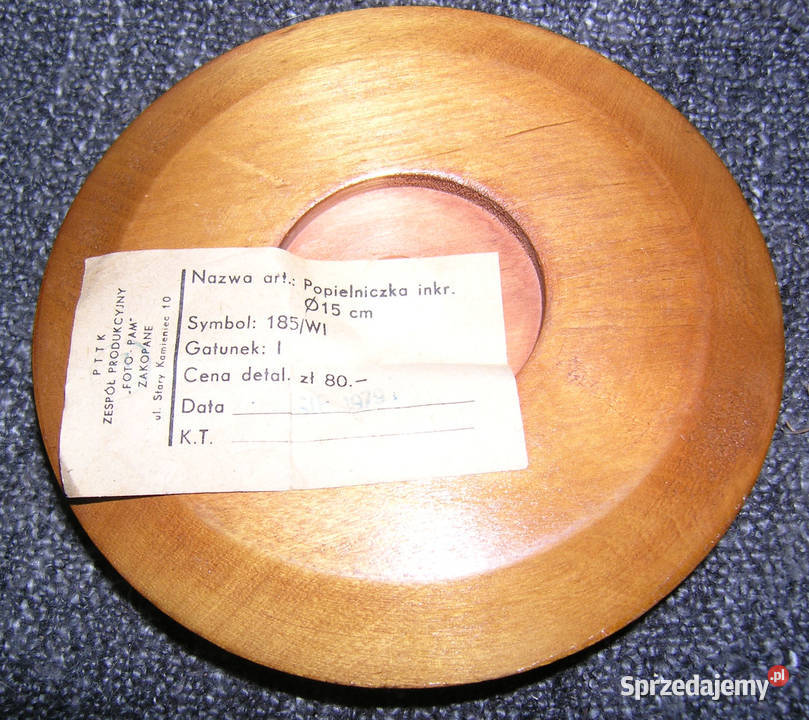 P T T K
ZESPÓŁ PRODUKCYJNY
„FOTO-PAM"
ZAKOPANE
ul. Stary Kamieniec 10
Nazwa art.: Popielniczka inkr.
Ø15 cm
Symbol: 185/WI
Gatunek: I
Cena detal. zł 80.–
Data 1979
K.T.
Sprzedajemy.pl